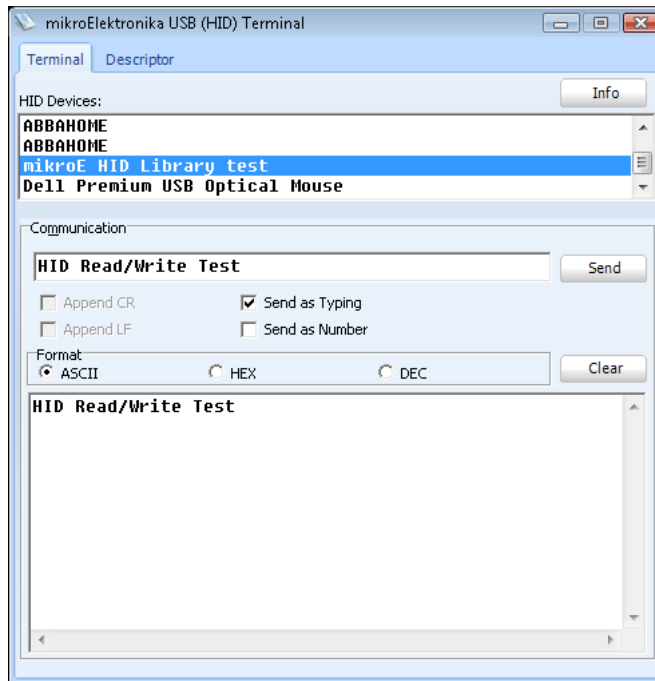 mikroElektronika USB (HID) Terminal
Terminal Descriptor
Info
HID Devices:
ABBAHOME
ABBAHOME
mikroE HID Library test
Dell Premium USB Optical Mouse
Communication
HID Read/Write Test
Send
Append CR Send as Typing
Append LF Send as Number
Format
ASCII HEX DEC
Clear
HID Read/Write Test